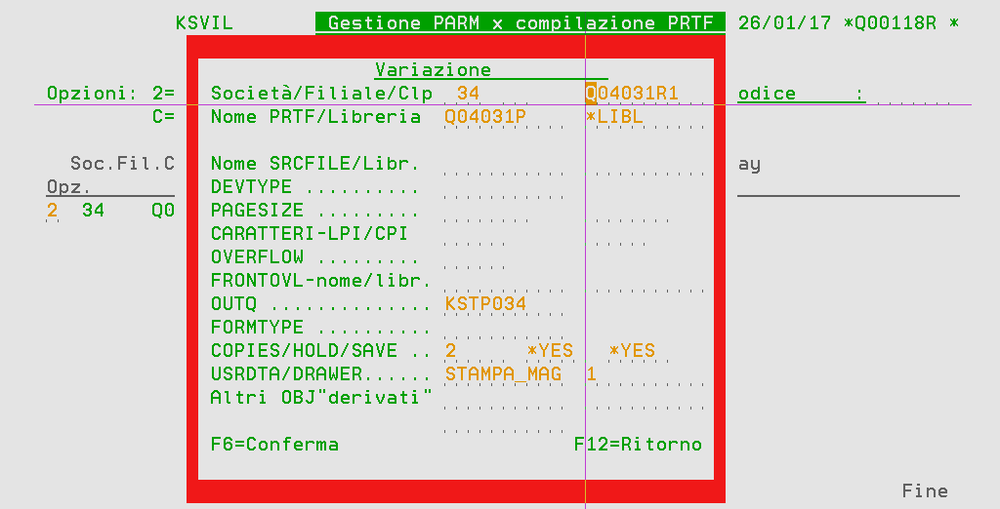 KSVIL Gestione PARM x compilazione PRTF 26/01/17 *Q00118R *
Variazione
Opzioni: 2= Società/Filiale/Clp 34 Q04031R1 odice :
C= Nome PRTF/Libreria Q04031P *LIBL
Soc.Fil.C Nome SRCFILE/Libr. ay
Opz. DEVTYPE ..........
2 34 Q0 PAGESIZE .........
CARATTERI-LPI/CPI
OVERFLOW .........
FRONTOVL-nome/libr.
OUTQ .............. KSTP034
FORMTYPE ..........
COPIES/HOLD/SAVE .. 2 *YES *YES
USRDTA/DRAWER...... STAMPA_MAG 1
Altri OBJ"derivati"
F6=Conferma F12=Ritorno
Fine